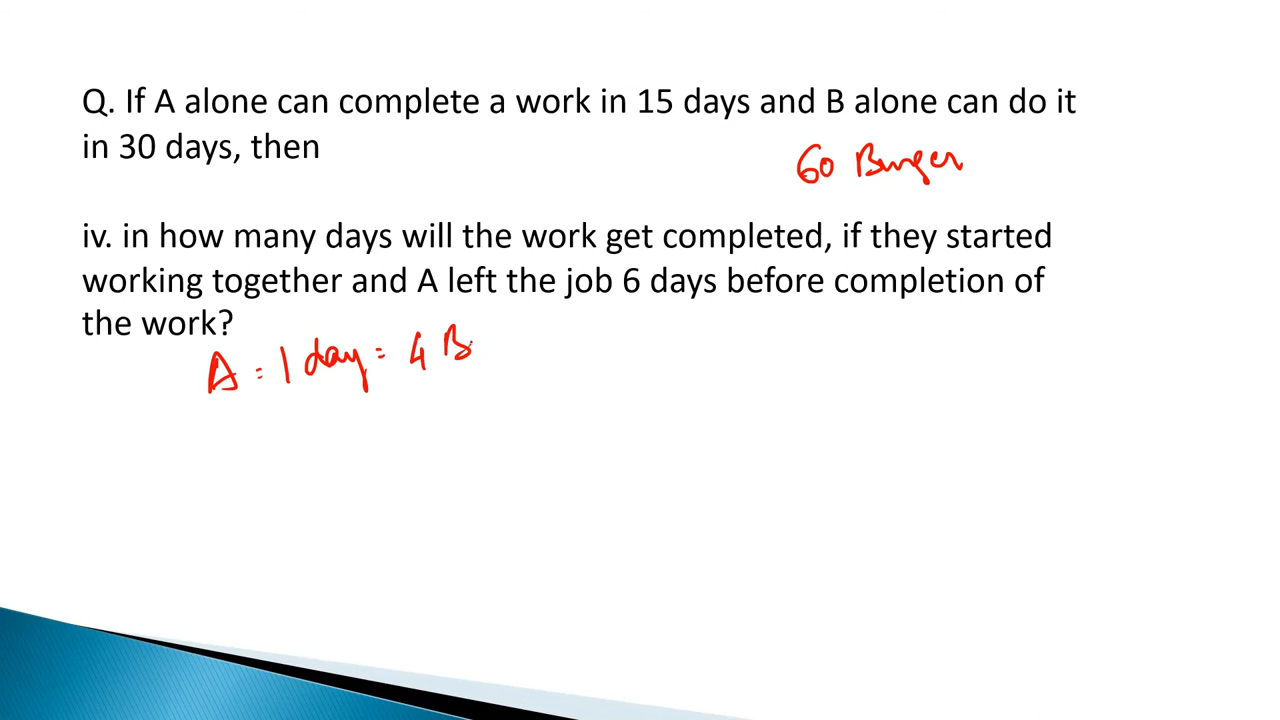 Q. If A alone can complete a work in 15 days and B alone can do it
in 30 days, then
60 Burger
iv. in how many days will the work get completed, if they started
working together and A left the job 6 days before completion of
the work?
A = 1 day = 4 B